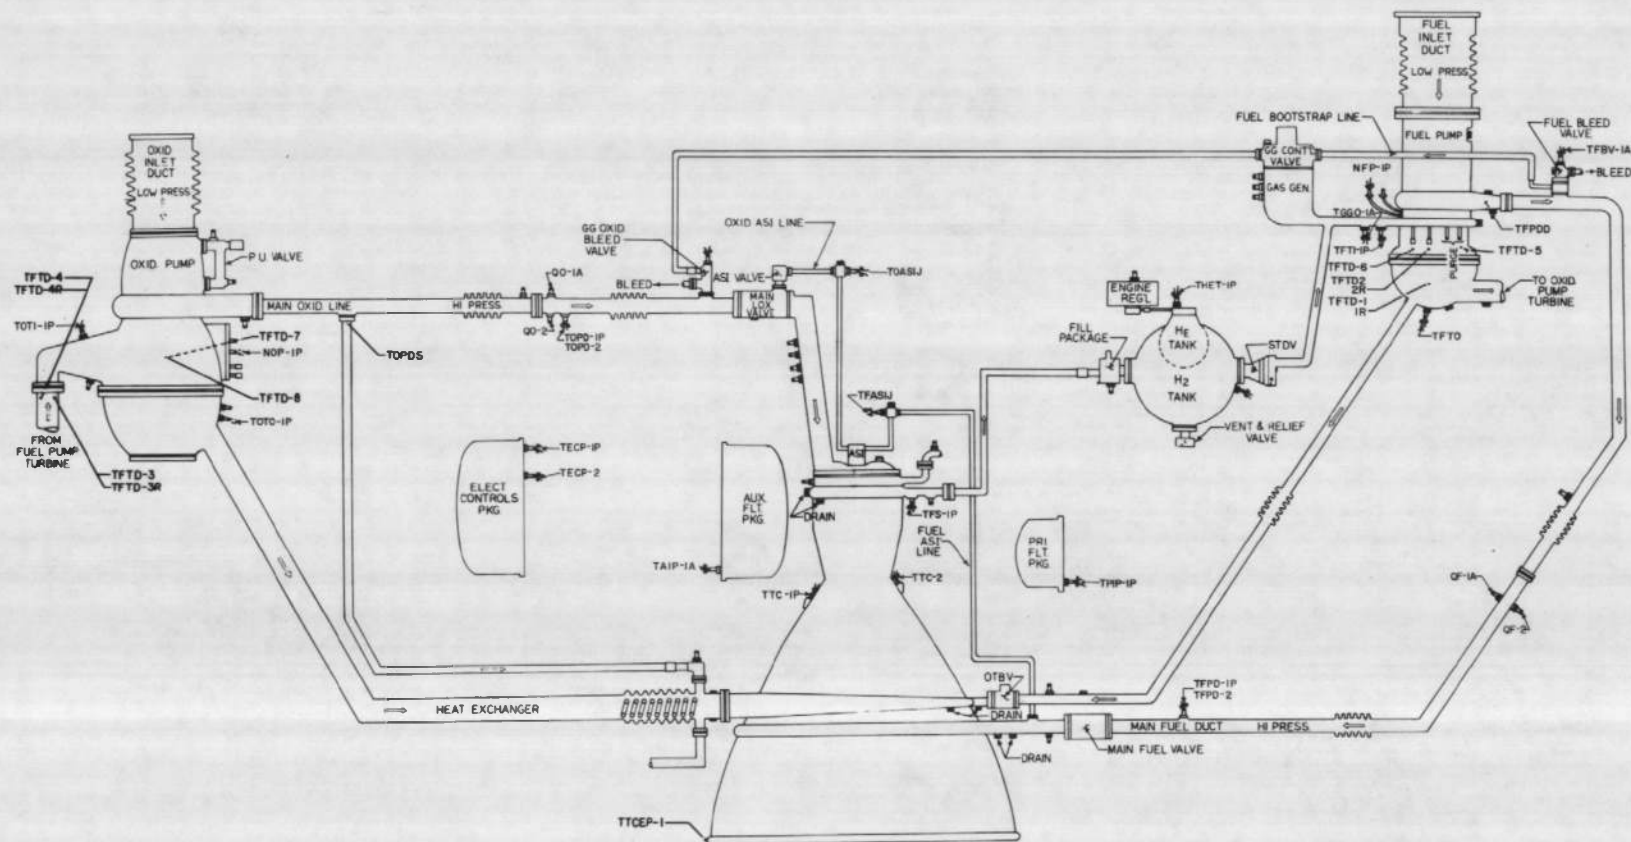 FUEL
INLET
DUCT
LOW PRESS
FUEL BOOTSTRAP LINE
FUEL PUMP
FUEL BLEED
VALVE
TFBV-1A
BLEED
OXID
INLET
DUCT
LOW PRESS
GG CONTL
VALVE
NFP-1P
GAS GEN.
TGGO-1A
TFPDD
TFTI-1P
TFTD-5
TFTD-6
PURGE
TFTD2
2R
TFTD-1
1R
TO OXID
PUMP
TURBINE
TFTO
OXID ASI LINE
GG OXID
BLEED
VALVE
OXID. PUMP
P.U. VALVE
TFTD-4
TFTD-4R
QO-1A
BLEED
ASI VALVE
TOASIJ
ENGINE
REGL
THET-1P
MAIN OXID LINE
HI PRESS
MAIN
LOX
VALVE
TOTI-1P
QO-2
TOPD-1P
TOPD-2
FILL
PACKAGE
HE
TANK
STDV
TFTD-7
NOP-1P
TOPDS
H2
TANK
TFTD-8
TFASIJ
TOTO-1P
VENT & RELIEF
VALVE
FROM
FUEL PUMP
TURBINE
TECP-1P
ASI
TFTD-3
TFTD-3R
TECP-2
ELECT
CONTROLS
PKG
AUX.
FLT.
PKG.
DRAIN
TFS-1P
FUEL
ASI
LINE
PRI
FLT.
PKG
TAIP-1A
TTC-2
TTC-1P
TPIP-1P
QF-1A
QF-2
OTBV
TFPD-1P
TFPD-2
HEAT EXCHANGER
DRAIN
MAIN FUEL DUCT
HI PRESS
MAIN FUEL VALVE
DRAIN
TTCEP-1